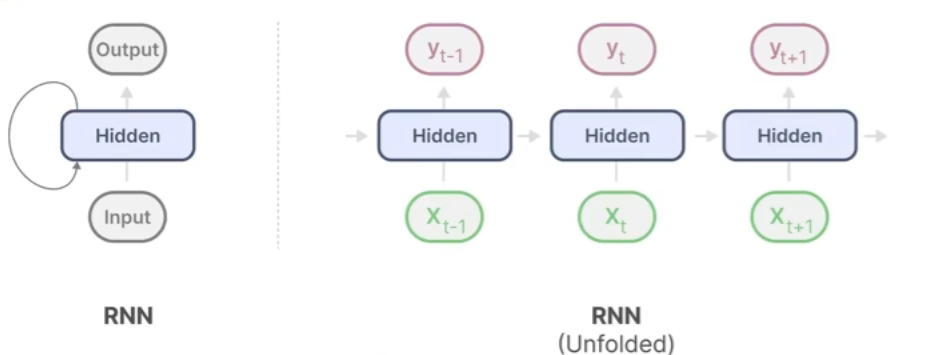 Output
Hidden
Input
RNN
y_{t-1} y_t y_{t+1}
Hidden Hidden Hidden
X_{t-1} X_t X_{t+1}
RNN
(Unfolded)